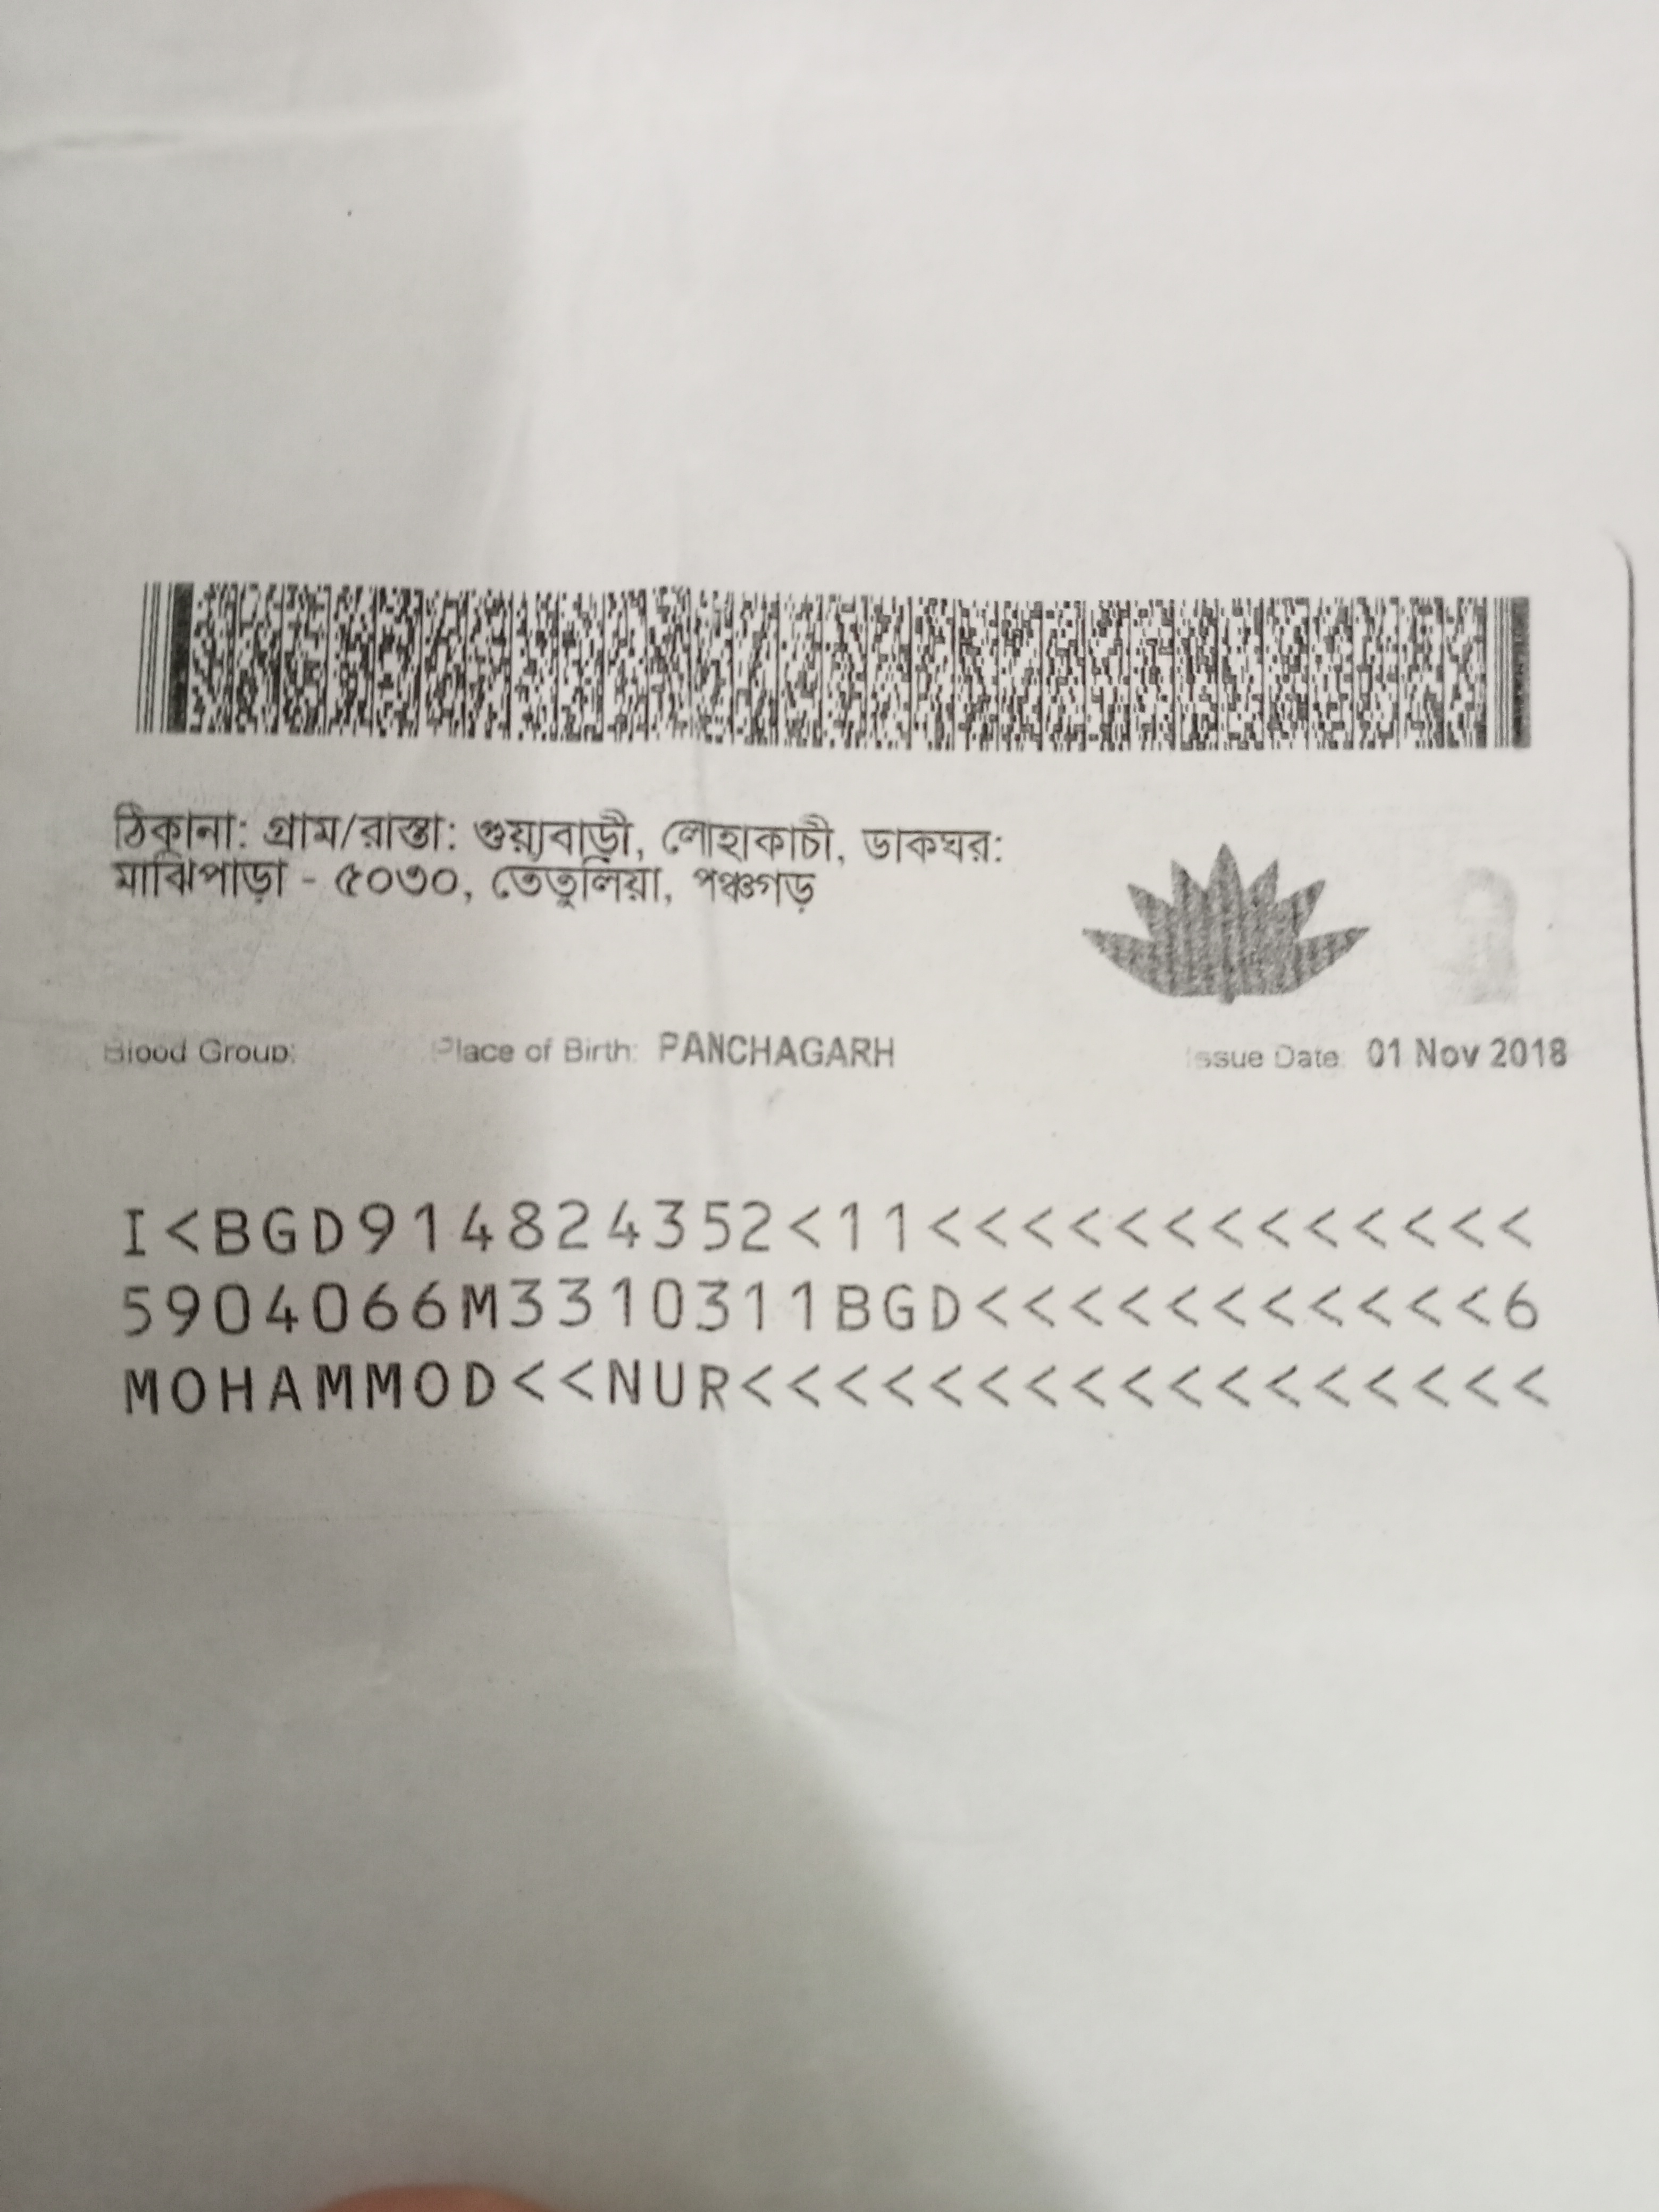 ঠিকানা: গ্রাম/রাস্তা: গুয়াবাড়ী, লোহাকাচী, ডাকঘর:
মাঝিপাড়া - ৫০৩০, তেতুলিয়া, পঞ্চগড়
Blood Group: Place of Birth: PANCHAGARH Issue Date: 01 Nov 2018
I<BGD914824352<11<<<<<<<<<<<<<
5904066M3310311BGD<<<<<<<<<<<6
MOHAMMOD<<NUR<<<<<<<<<<<<<<<<<